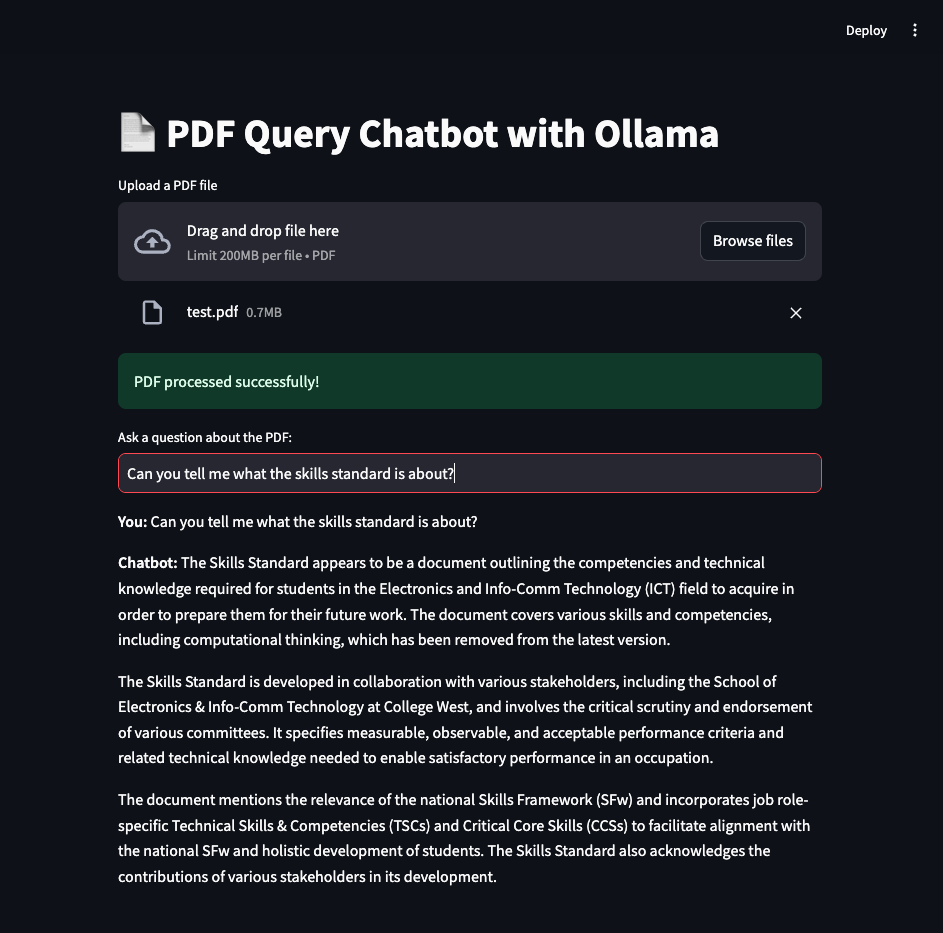 Deploy
PDF Query Chatbot with Ollama
Upload a PDF file
Drag and drop file here
Limit 200MB per file • PDF
Browse files
test.pdf 0.7MB
PDF processed successfully!
Ask a question about the PDF:
Can you tell me what the skills standard is about?
You: Can you tell me what the skills standard is about?
Chatbot: The Skills Standard appears to be a document outlining the competencies and technical
knowledge required for students in the Electronics and Info-Comm Technology (ICT) field to acquire in
order to prepare them for their future work. The document covers various skills and competencies,
including computational thinking, which has been removed from the latest version.
The Skills Standard is developed in collaboration with various stakeholders, including the School of
Electronics & Info-Comm Technology at College West, and involves the critical scrutiny and endorsement
of various committees. It specifies measurable, observable, and acceptable performance criteria and
related technical knowledge needed to enable satisfactory performance in an occupation.
The document mentions the relevance of the national Skills Framework (SFw) and incorporates job role-
specific Technical Skills & Competencies (TSCs) and Critical Core Skills (CCSs) to facilitate alignment with
the national SFw and holistic development of students. The Skills Standard also acknowledges the
contributions of various stakeholders in its development.